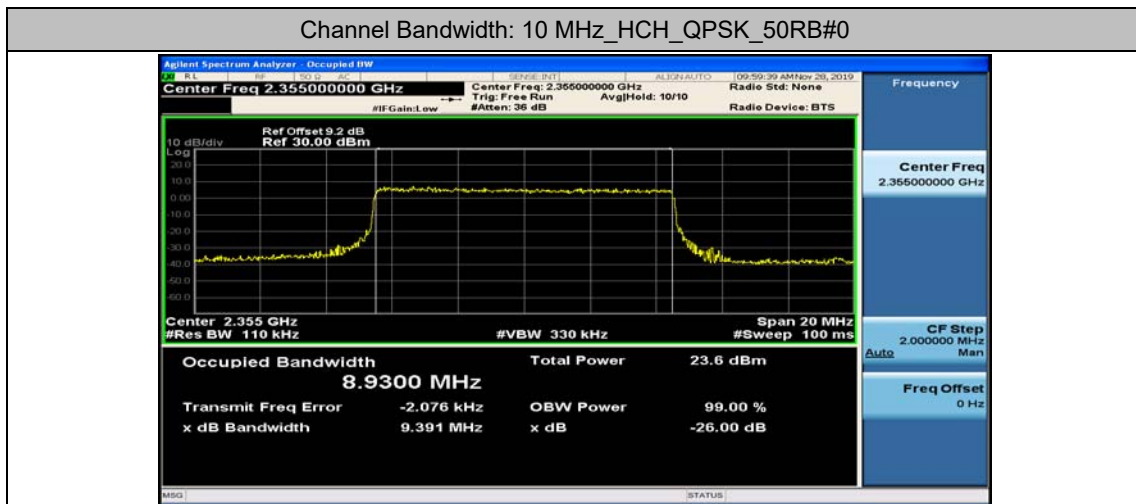 Channel Bandwidth: 10 MHz_HCH_QPSK_50RB#0
Agilent Spectrum Analyzer - Occupied BW
RL RF 50 Ω AC SENSE:INT ALIGN AUTO 09:59:39 AM Nov 28, 2019
Center Freq 2.355000000 GHz Center Freq: 2.355000000 GHz Radio Std: None Frequency
Trig: Free Run Avg|Hold: 10/10
#IFGain:Low #Atten: 36 dB Radio Device: BTS
Ref Offset 9.2 dB
10 dB/div Ref 30.00 dBm
Log
20.0
10.0
0.00
-10.0
-20.0
-30.0
-40.0
-50.0
-60.0
Center Freq
2.355000000 GHz
Center 2.355 GHz Span 20 MHz
#Res BW 110 kHz #VBW 330 kHz #Sweep 100 ms
CF Step
2.000000 MHz
Auto Man
Occupied Bandwidth Total Power 23.6 dBm
8.9300 MHz
Transmit Freq Error -2.076 kHz OBW Power 99.00 %
x dB Bandwidth 9.391 MHz x dB -26.00 dB
Freq Offset
0 Hz
MSG STATUS